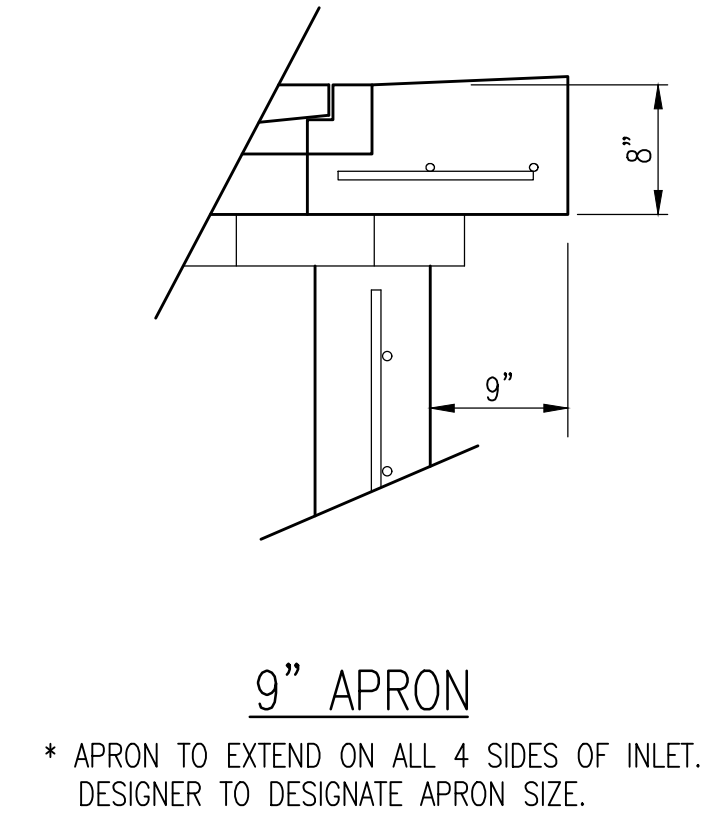 8”
9”
9” APRON
* APRON TO EXTEND ON ALL 4 SIDES OF INLET.
DESIGNER TO DESIGNATE APRON SIZE.